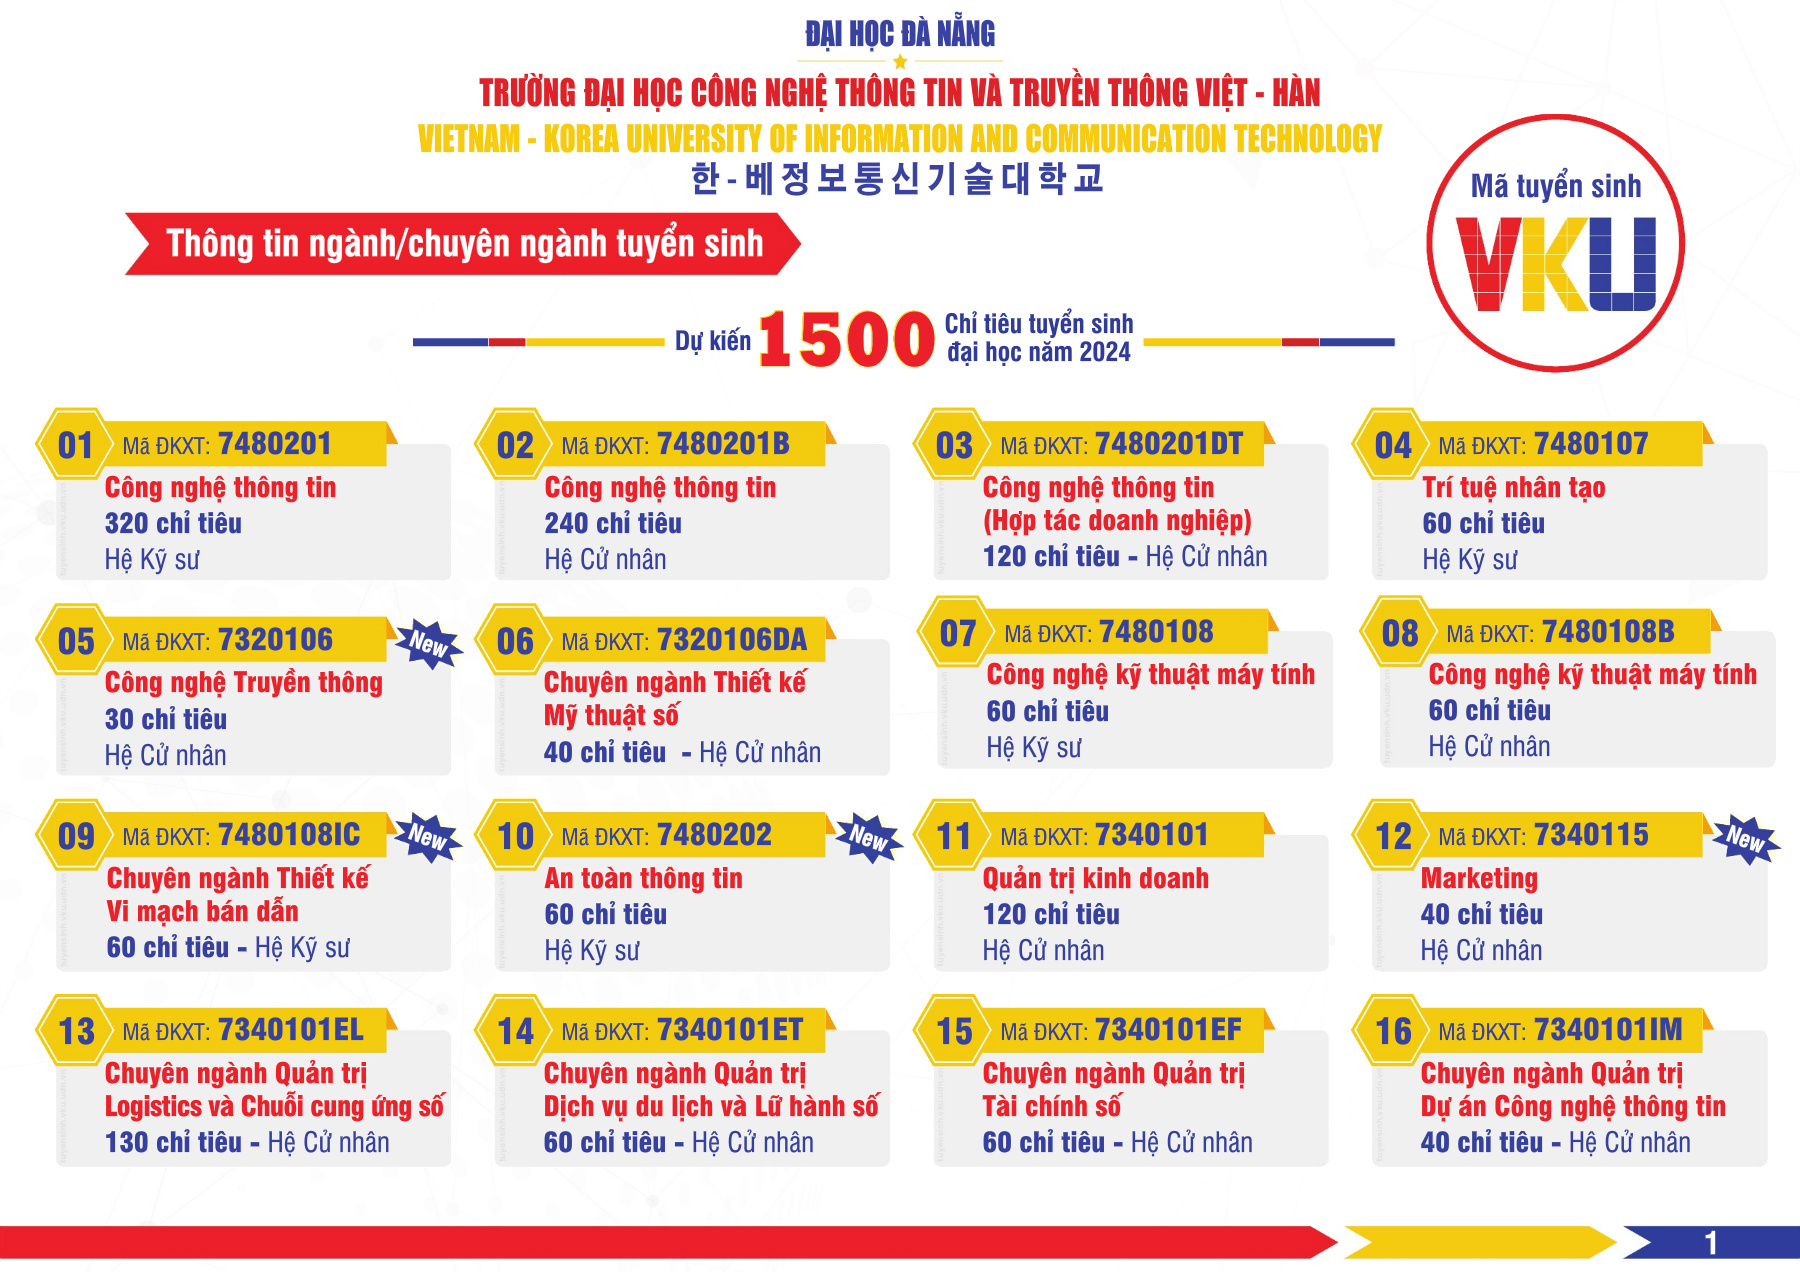 ĐẠI HỌC ĐÀ NẴNG
TRƯỜNG ĐẠI HỌC CÔNG NGHỆ THÔNG TIN VÀ TRUYỀN THÔNG VIỆT - HÀN
VIETNAM - KOREA UNIVERSITY OF INFORMATION AND COMMUNICATION TECHNOLOGY
한-베정보통신기술대학교
Mã tuyển sinh
VKU
Thông tin ngành/chuyên ngành tuyển sinh
Dự kiến 1500 Chỉ tiêu tuyển sinh
đại học năm 2024
01 Mã ĐKXT: 7480201
Công nghệ thông tin
320 chỉ tiêu
Hệ Kỹ sư
02 Mã ĐKXT: 7480201B
Công nghệ thông tin
240 chỉ tiêu
Hệ Cử nhân
03 Mã ĐKXT: 7480201DT
Công nghệ thông tin
(Hợp tác doanh nghiệp)
120 chỉ tiêu - Hệ Cử nhân
04 Mã ĐKXT: 7480107
Trí tuệ nhân tạo
60 chỉ tiêu
Hệ Kỹ sư
05 Mã ĐKXT: 7320106
New
Công nghệ Truyền thông
30 chỉ tiêu
Hệ Cử nhân
06 Mã ĐKXT: 7320106DA
Chuyên ngành Thiết kế
Mỹ thuật số
40 chỉ tiêu - Hệ Cử nhân
07 Mã ĐKXT: 7480108
Công nghệ kỹ thuật máy tính
60 chỉ tiêu
Hệ Kỹ sư
08 Mã ĐKXT: 7480108B
Công nghệ kỹ thuật máy tính
60 chỉ tiêu
Hệ Cử nhân
09 Mã ĐKXT: 7480108IC
New
Chuyên ngành Thiết kế
Vi mạch bán dẫn
60 chỉ tiêu - Hệ Kỹ sư
10 Mã ĐKXT: 7480202
New
An toàn thông tin
60 chỉ tiêu
Hệ Kỹ sư
11 Mã ĐKXT: 7340101
Quản trị kinh doanh
120 chỉ tiêu
Hệ Cử nhân
12 Mã ĐKXT: 7340115
New
Marketing
40 chỉ tiêu
Hệ Cử nhân
13 Mã ĐKXT: 7340101EL
Chuyên ngành Quản trị
Logistics và Chuỗi cung ứng số
130 chỉ tiêu - Hệ Cử nhân
14 Mã ĐKXT: 7340101ET
Chuyên ngành Quản trị
Dịch vụ du lịch và Lữ hành số
60 chỉ tiêu - Hệ Cử nhân
15 Mã ĐKXT: 7340101EF
Chuyên ngành Quản trị
Tài chính số
60 chỉ tiêu - Hệ Cử nhân
16 Mã ĐKXT: 7340101IM
Chuyên ngành Quản trị
Dự án Công nghệ thông tin
40 chỉ tiêu - Hệ Cử nhân
1